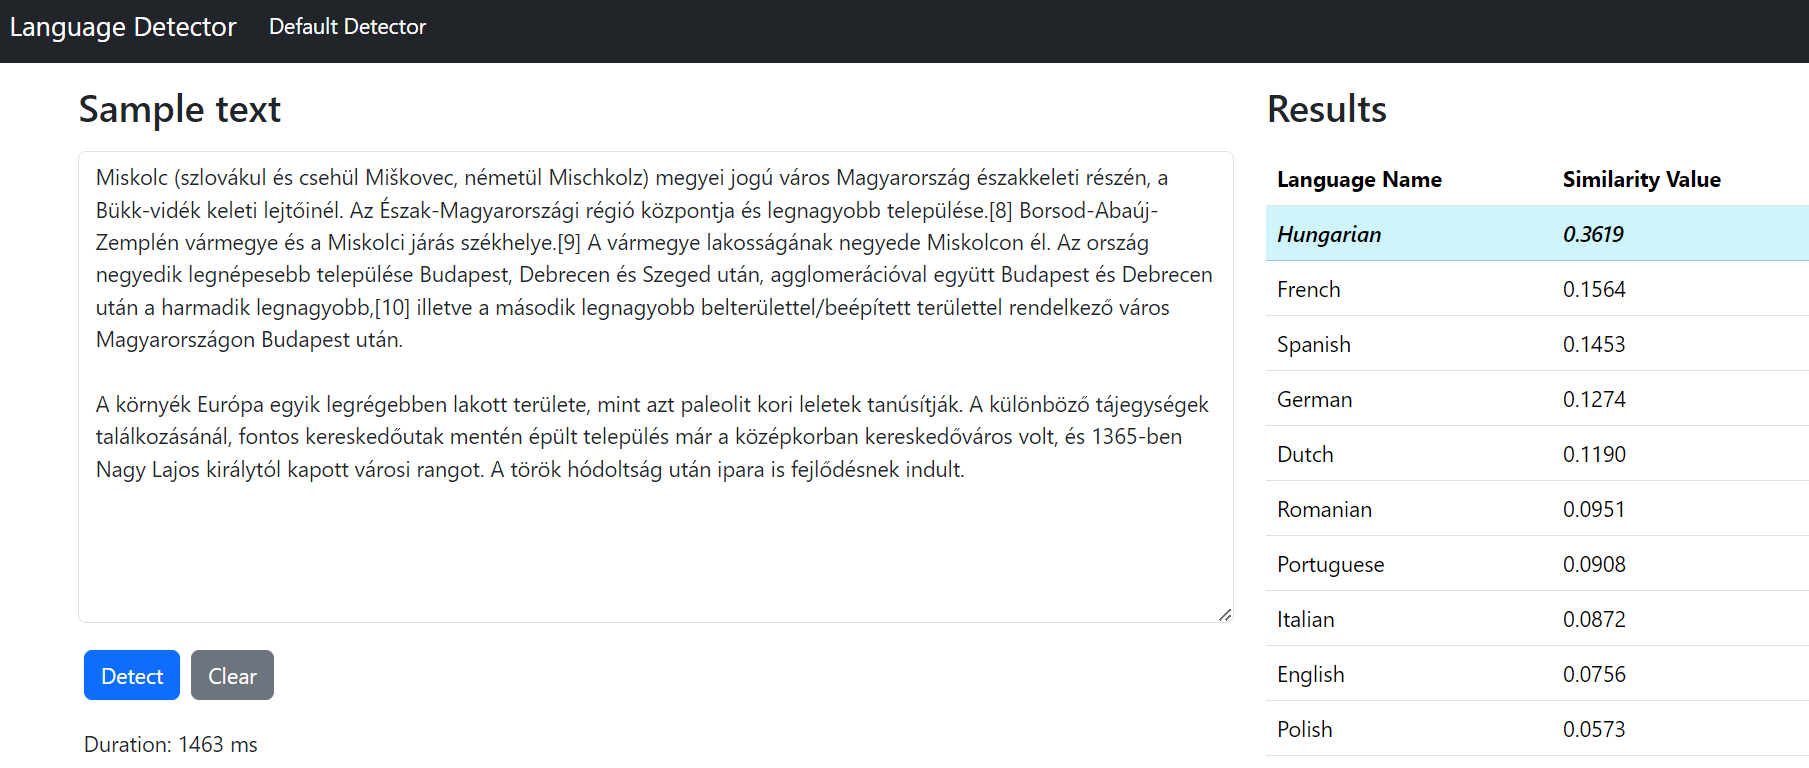 Language Detector Default Detector
Sample text
Miskolc (szlovákul és csehül Miškovec, németül Mischkolz) megyei jogú város Magyarország északkeleti részén, a
Bükk-vidék keleti lejtőinél. Az Észak-Magyarországi régió központja és legnagyobb települése.[8] Borsod-Abaúj-
Zemplén vármegye és a Miskolci járás székhelye.[9] A vármegye lakosságának negyede Miskolcon él. Az ország
negyedik legnépesebb települése Budapest, Debrecen és Szeged után, agglomerációval együtt Budapest és Debrecen
után a harmadik legnagyobb,[10] illetve a második legnagyobb belterülettel/beépített területtel rendelkező város
Magyarországon Budapest után.
A környék Európa egyik legrégebben lakott területe, mint azt paleolit kori leletek tanúsítják. A különböző tájegységek
találkozásánál, fontos kereskedőutak mentén épült település már a középkorban kereskedőváros volt, és 1365-ben
Nagy Lajos királytól kapott városi rangot. A török hódoltság után ipara is fejlődésnek indult.
Detect Clear
Duration: 1463 ms
Results
Language Name Similarity Value
Hungarian 0.3619
French 0.1564
Spanish 0.1453
German 0.1274
Dutch 0.1190
Romanian 0.0951
Portuguese 0.0908
Italian 0.0872
English 0.0756
Polish 0.0573